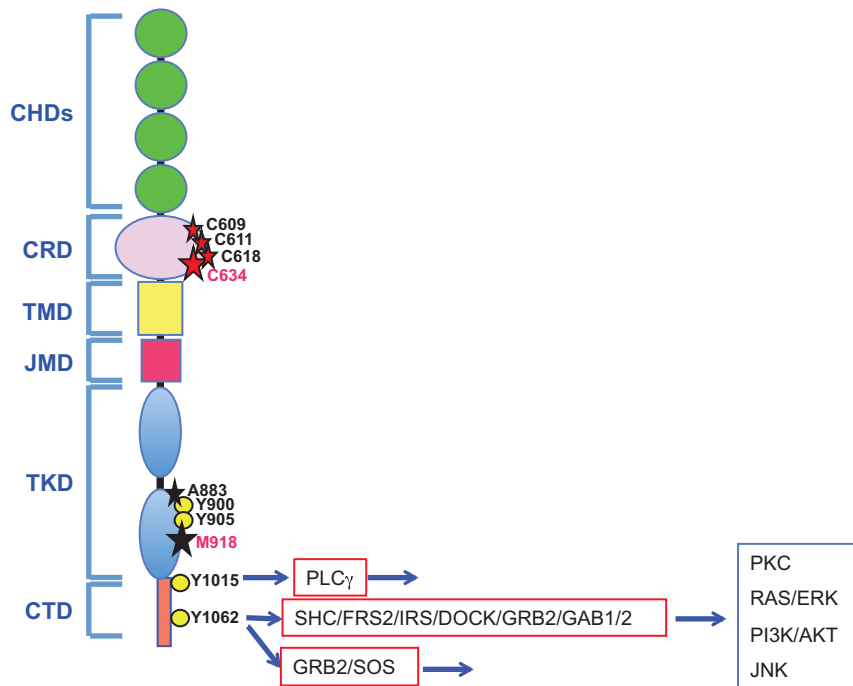 CHDs
CRD
C609
C611
C618
C634
TMD
JMD
TKD
A883
Y900
Y905
M918
CTD
Y1015
PLCγ
Y1062
SHC/FRS2/IRS/DOCK/GRB2/GAB1/2
GRB2/SOS
PKC
RAS/ERK
PI3K/AKT
JNK